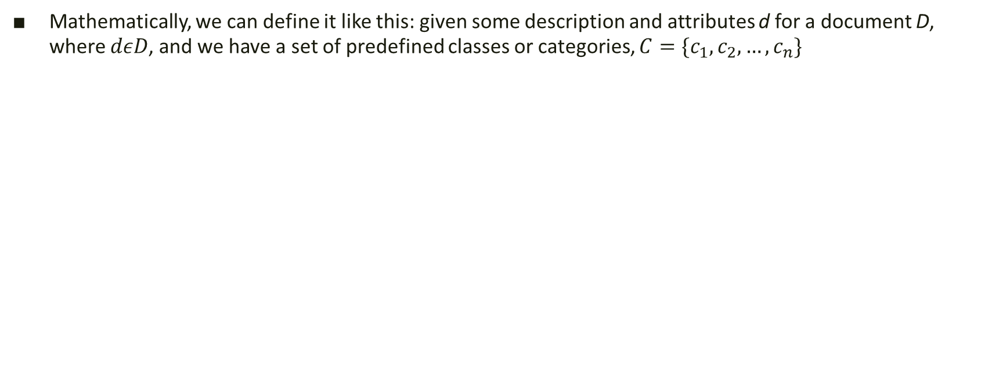 ▪ Mathematically, we can define it like this: given some description and attributes d for a document D,
where dϵD, and we have a set of predefined classes or categories, C = {c₁, c₂, … , cₙ}